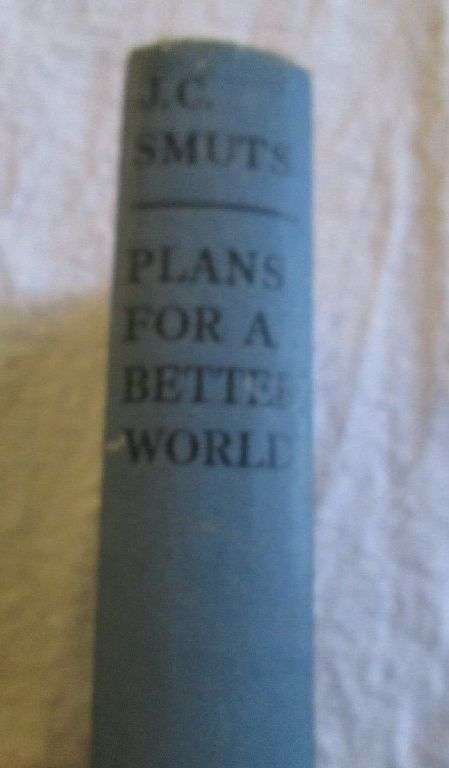 J. C.
SMUTS
PLANS
FOR A
BETTER
WORLD